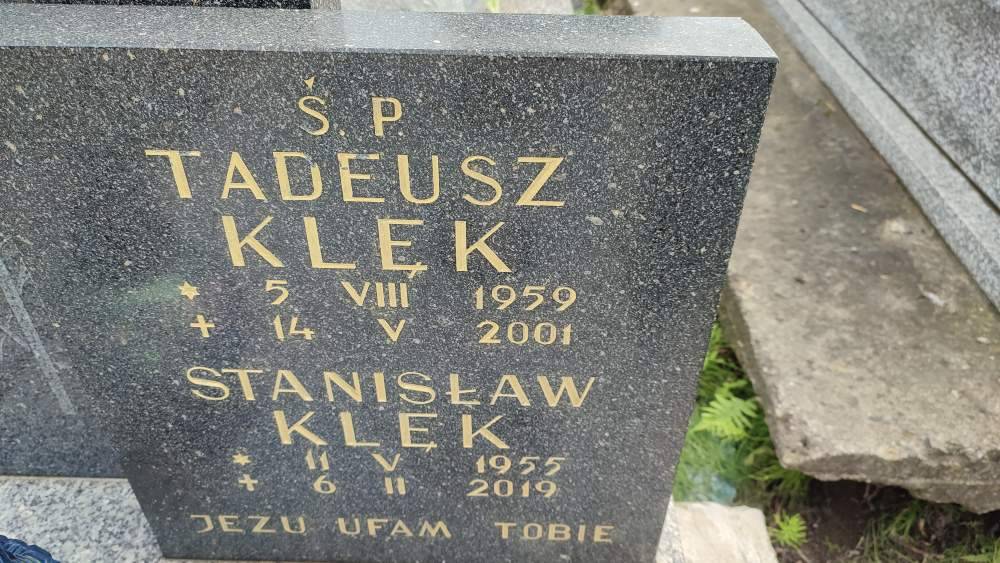 Ś. P.
TADEUSZ
KLĘK
* 5 VIII 1959
+ 14 V 2001
STANISŁAW
KLĘK
* 11 V 1955
+ 6 II 2019
JEZU UFAM TOBIE